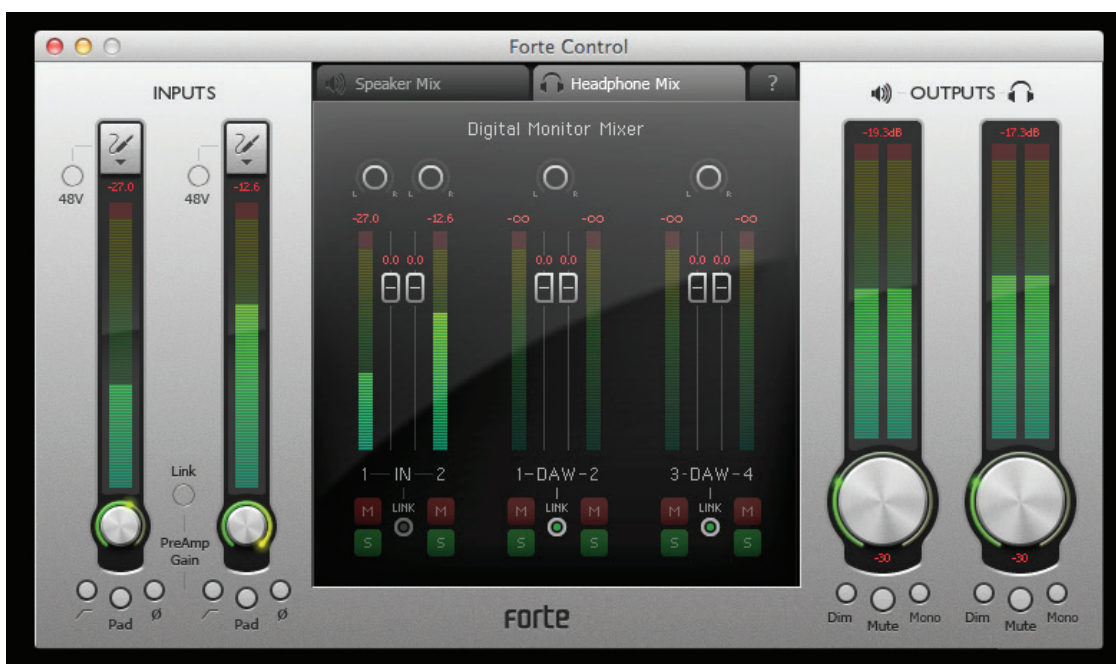 Forte Control
INPUTS
48V
-27.0
48V
-12.6
Link
PreAmp
Gain
Pad
Ø
Pad
Ø
Speaker Mix
Headphone Mix
?
Digital Monitor Mixer
L R L R
L R
L R
-27.0 -12.6
-∞ -∞
-∞ -∞
0.0 0.0
0.0 0.0
0.0 0.0
1 — IN — 2
1-DAW-2
3-DAW-4
M LINK M
S S
M LINK M
S S
M LINK M
S S
Forte
OUTPUTS
-19.3dB
-17.3dB
-30
-30
Dim Mute Mono
Dim Mute Mono